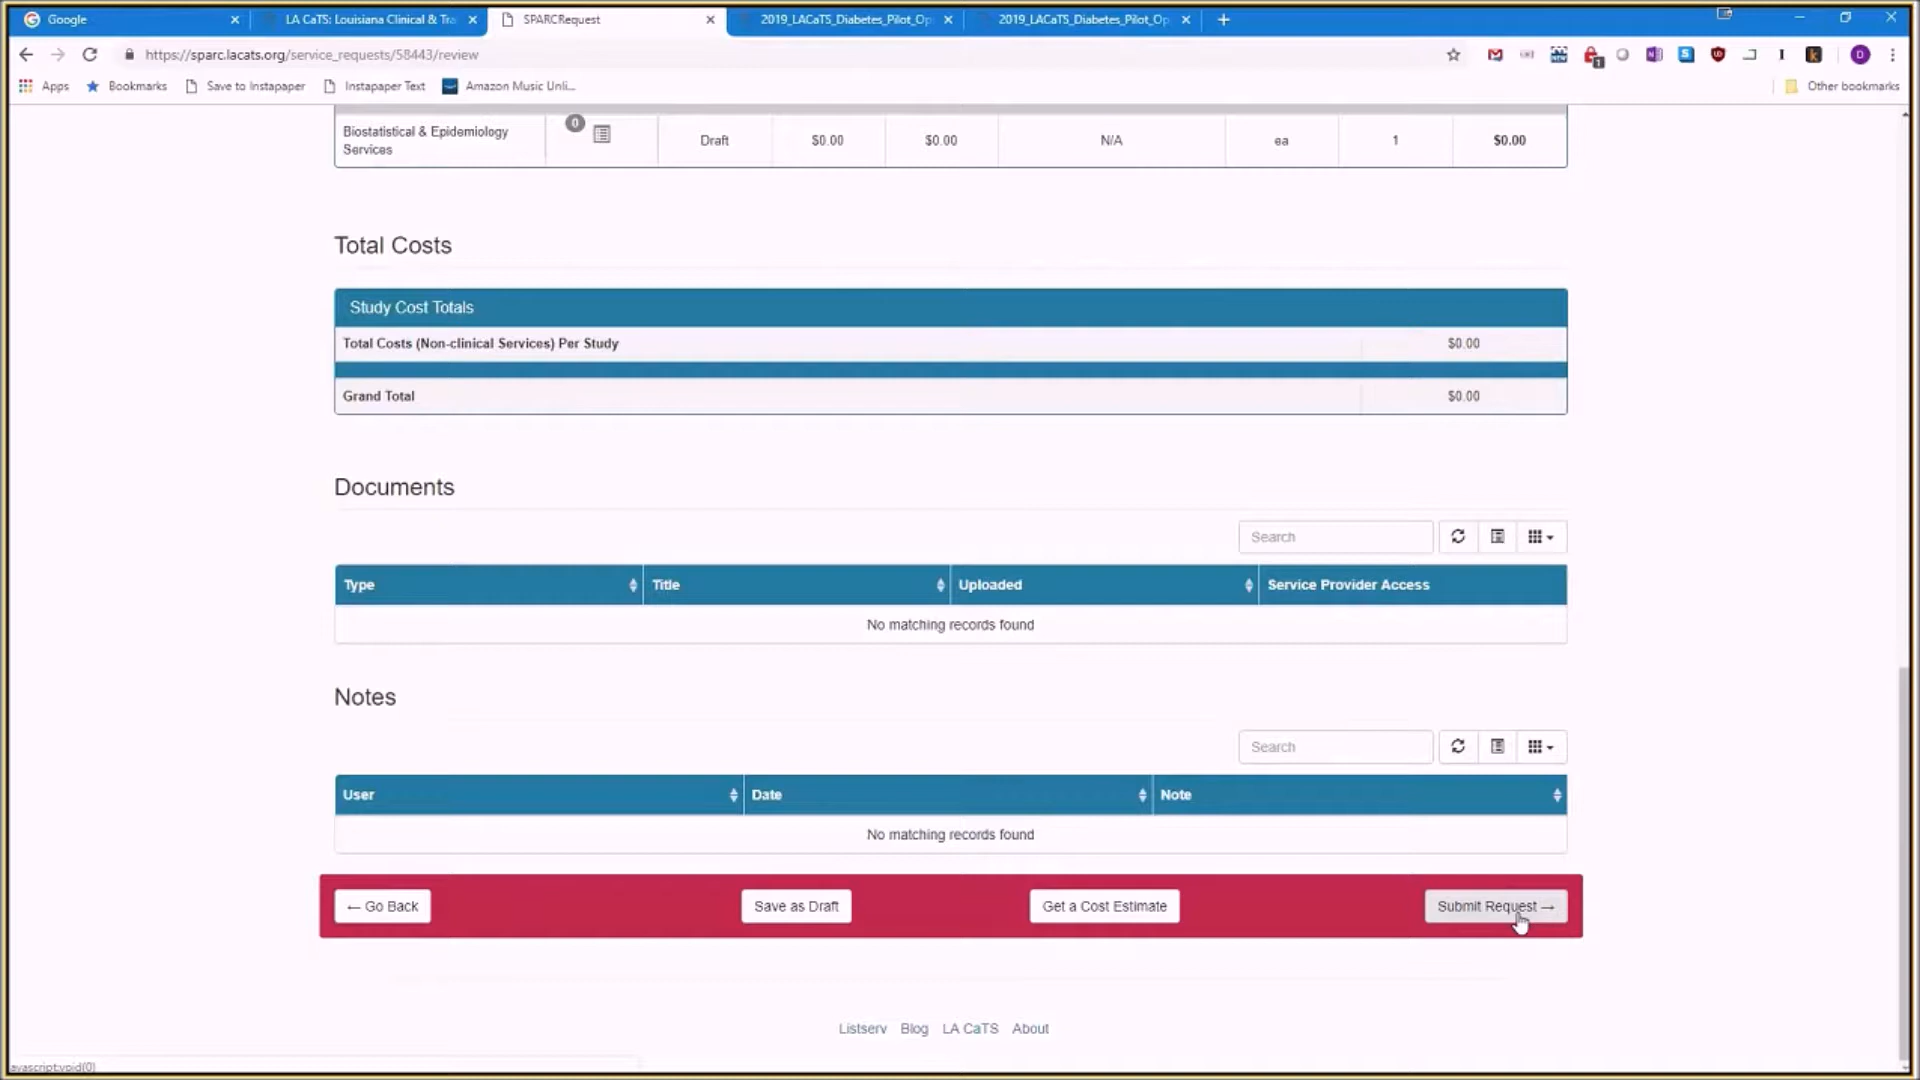 Google
LA CaTS: Louisiana Clinical & Tra
SPARCRequest
2019_LACaTS_Diabetes_Pilot_Op
2019_LACaTS_Diabetes_Pilot_Op
https://sparc.lacats.org/service_requests/58443/review
Apps
Bookmarks
Save to Instapaper
Instapaper Text
Amazon Music Unli...
Other bookmarks
Biostatistical & Epidemiology
Services
0
Draft
$0.00
$0.00
N/A
ea
1
$0.00
Total Costs
Study Cost Totals
Total Costs (Non-clinical Services) Per Study
$0.00
Grand Total
$0.00
Documents
Search
Type
Title
Uploaded
Service Provider Access
No matching records found
Notes
Search
User
Date
Note
No matching records found
← Go Back
Save as Draft
Get a Cost Estimate
Submit Request →
Listserv
Blog
LA CaTS
About
avascript:void(0)